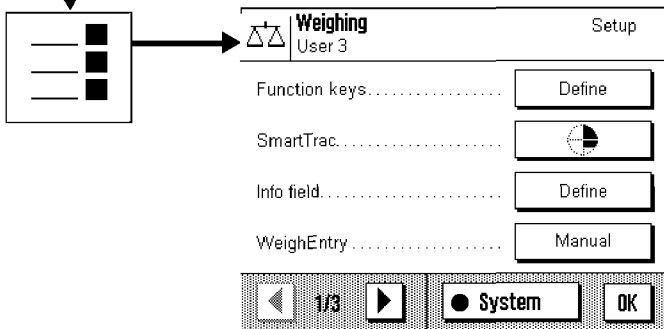 Weighing
Setup
User 3
Function keys................. Define
SmartTrac.....................
Info field...................... Define
WeighEntry................... Manual
1/3
System
OK